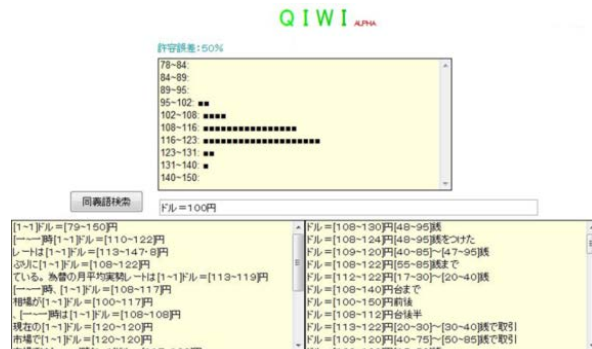 QIWI ALPHA
許容誤差:50%
78~84:
84~89:
89~95:
95~102: ■■
102~108: ■■■■
108~116: ■■■■■■■■■■■■■■■■
116~123: ■■■■■■■■■■■■■■■■■■■■
123~131: ■■
131~140: ■
140~150:
同義語検索
ドル=100円
[1~1]ドル=[79~150]円
[一~一]時[1~1]ドル=[110~122]円
レートは[1~1]ドル=[113~147・8]円
ぶりに[1~1]ドル=[108~122]円
ている。為替の月平均実勢レートは[1~1]ドル=[113~119]円
[一~一]時、[1~1]ドル=[108~117]円
相場が[1~1]ドル=[100~117]円
、[一~一]時は[1~1]ドル=[108~108]円
現在の[1~1]ドル=[120~120]円
市場で[1~1]ドル=[120~120]円
ドル=[108~130]円[48~95]銭
ドル=[108~124]円[48~95]銭をつけた
ドル=[109~120]円[40~85]~[47~95]銭
ドル=[108~122]円[55~85]銭まで
ドル=[112~122]円[17~30]~[20~40]銭
ドル=[108~140]円台まで
ドル=[100~150]円前後
ドル=[108~112]円台後半
ドル=[113~122]円[20~30]~[30~40]銭で取引
ドル=[109~120]円[40~75]~[50~85]銭で取引